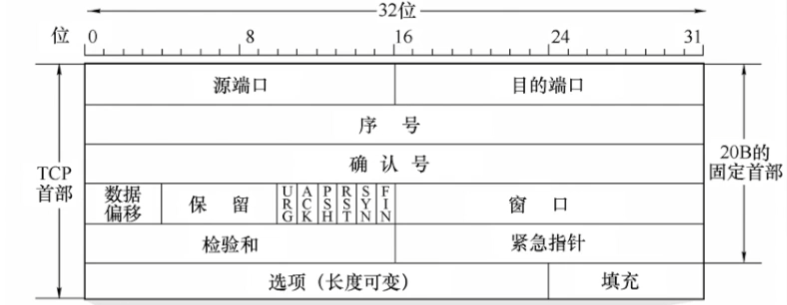 32位
位 0 8 16 24 31
源端口 目的端口
序 号
确 认 号
TCP
首部
20B的
固定首部
数据
偏移
保 留
URG ACK PSH RST SYN FIN
窗 口
检验和 紧急指针
选项（长度可变） 填充